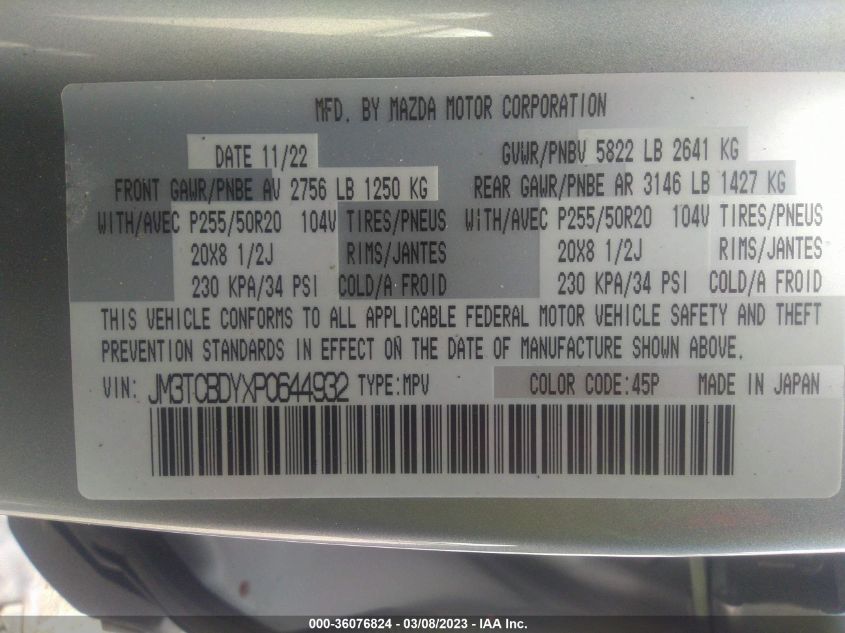 MFD. BY MAZDA MOTOR CORPORATION
DATE 11/22 GVWR/PNBV 5822 LB 2641 KG
FRONT GAWR/PNBE AV 2756 LB 1250 KG REAR GAWR/PNBE AR 3146 LB 1427 KG
WITH/AVEC P255/50R20 104V TIRES/PNEUS WITH/AVEC P255/50R20 104V TIRES/PNEUS
20X8 1/2J RIMS/JANTES 20X8 1/2J RIMS/JANTES
230 KPA/34 PSI COLD/A FROID 230 KPA/34 PSI COLD/A FROID
THIS VEHICLE CONFORMS TO ALL APPLICABLE FEDERAL MOTOR VEHICLE SAFETY AND THEFT
PREVENTION STANDARDS IN EFFECT ON THE DATE OF MANUFACTURE SHOWN ABOVE.
VIN: JM3TCBDYXP0644932 TYPE:MPV COLOR CODE:45P MADE IN JAPAN
000-36076824 - 03/08/2023 - IAA Inc.